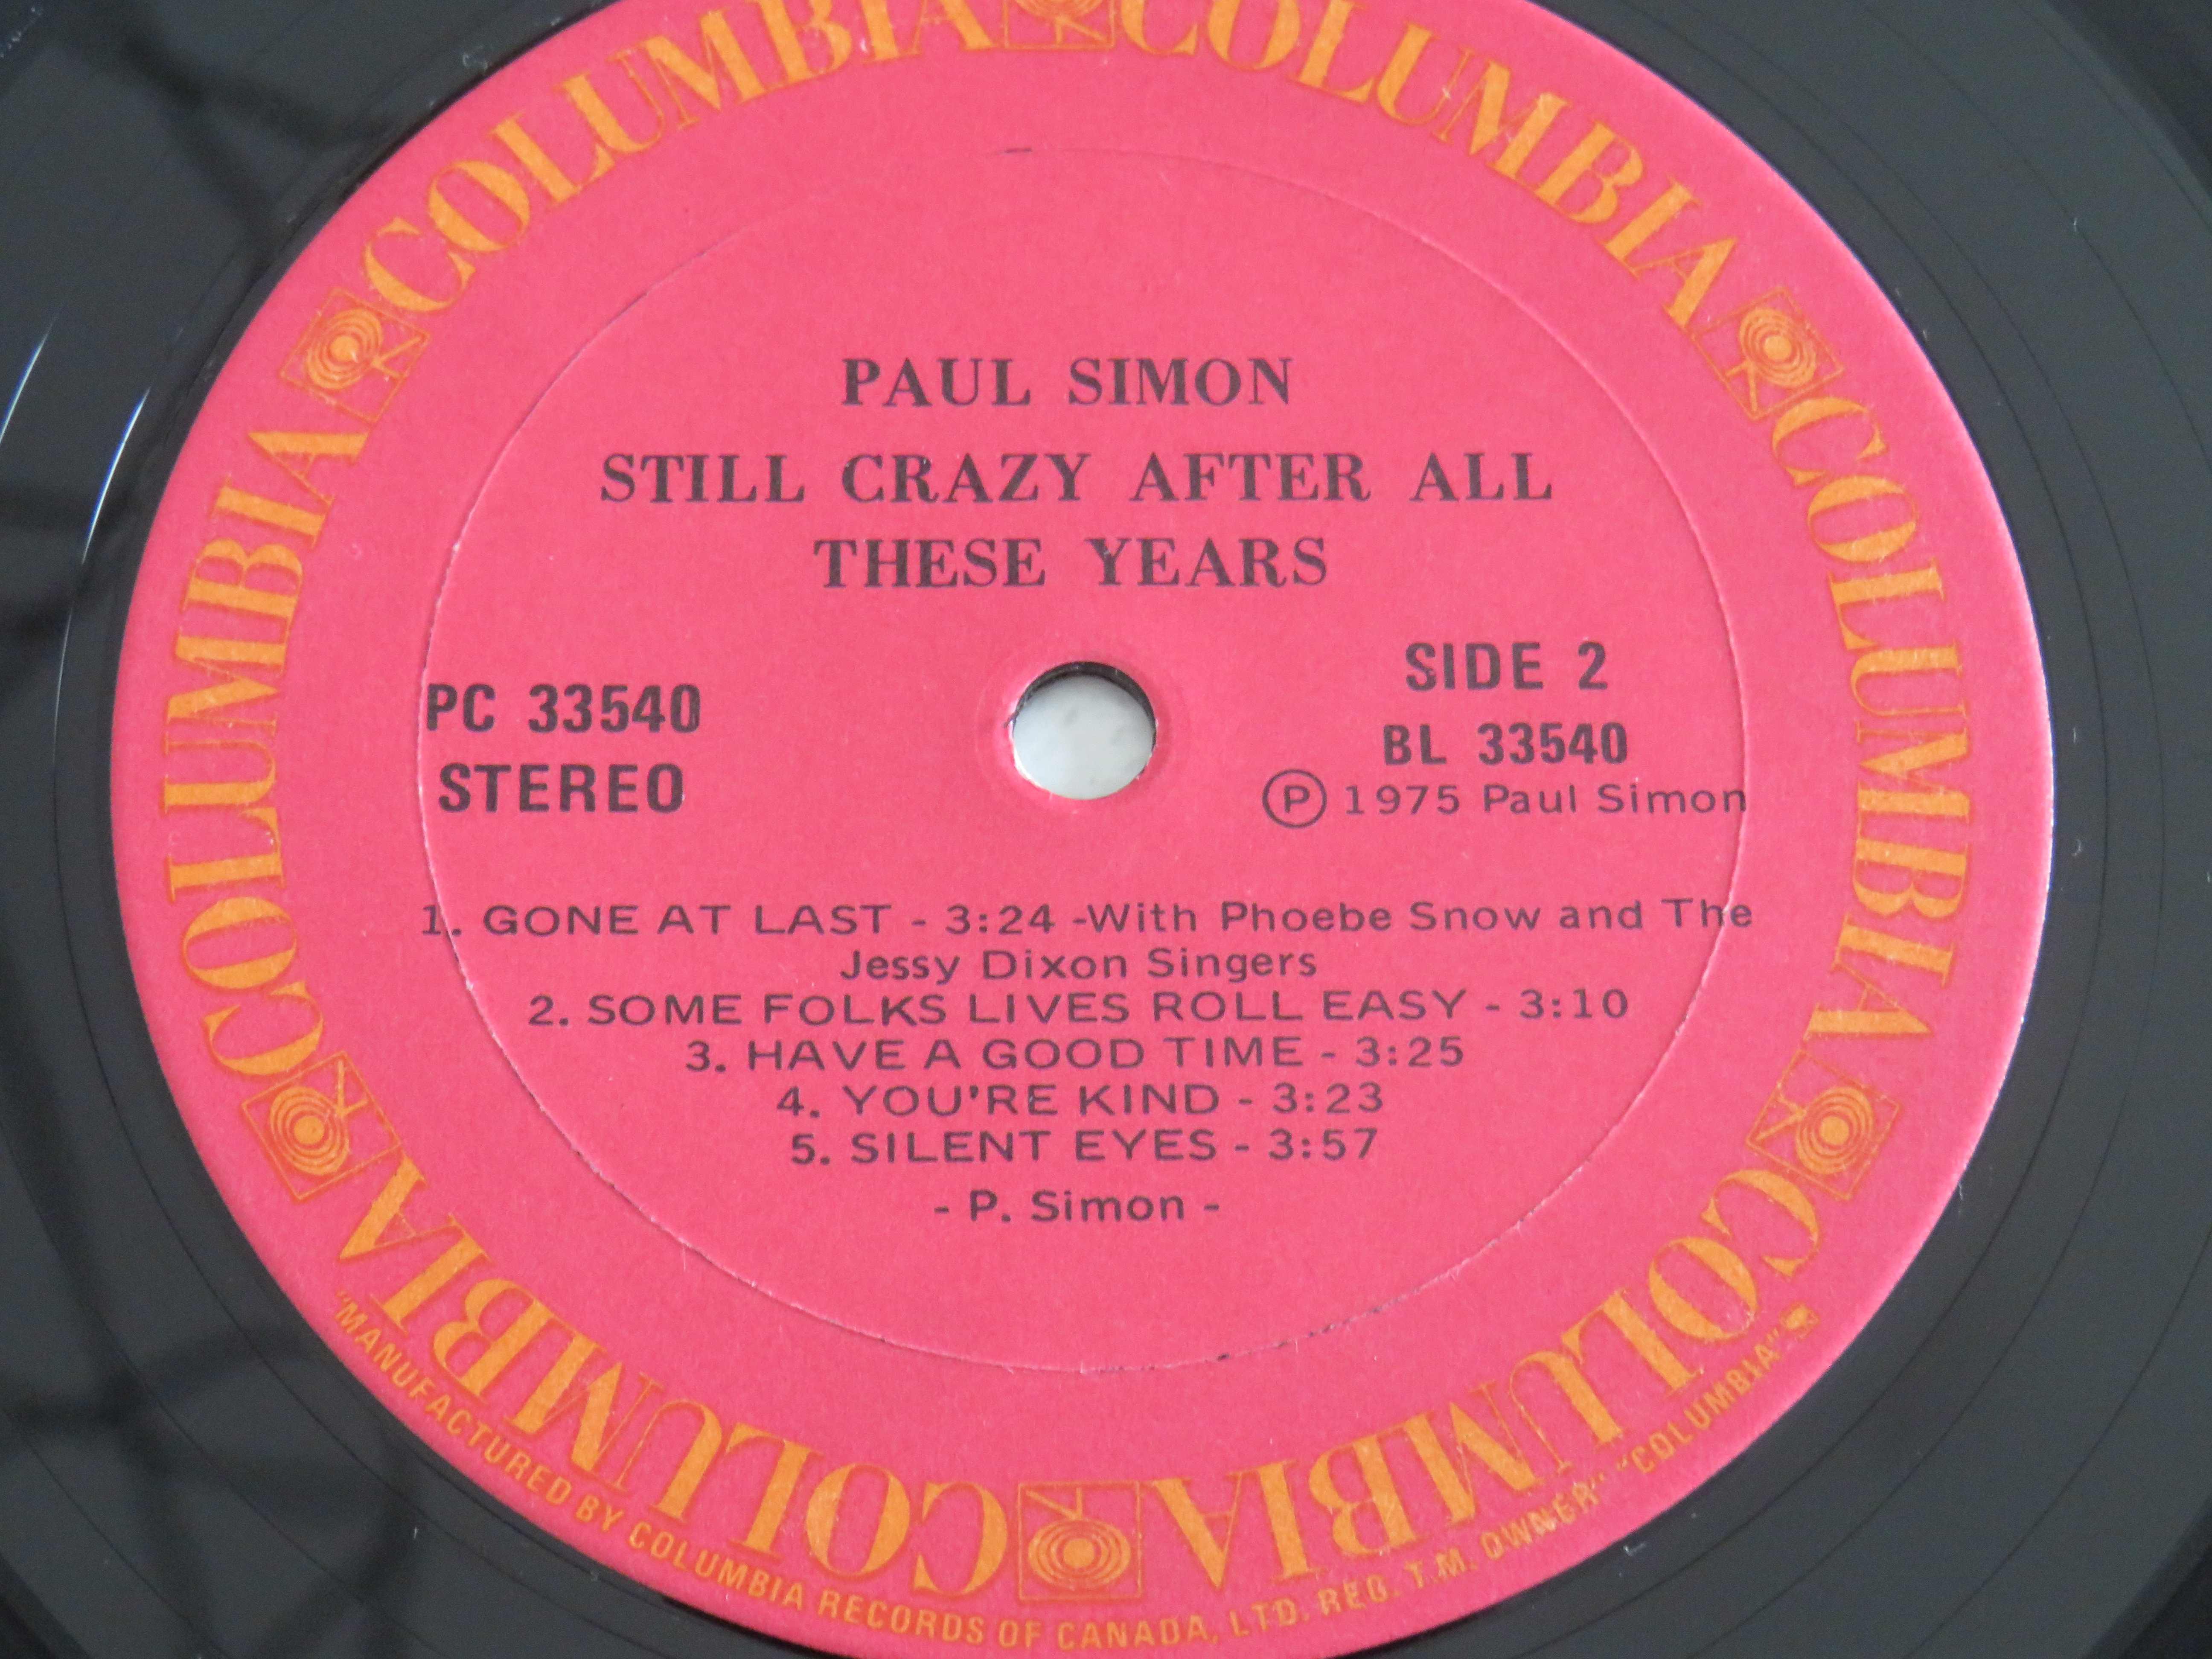 COLUMBIA COLUMBIA COLUMBIA COLUMBIA COLUMBIA COLUMBIA
PAUL SIMON
STILL CRAZY AFTER ALL
THESE YEARS
PC 33540
STEREO
SIDE 2
BL 33540
Ⓟ 1975 Paul Simon
1. GONE AT LAST - 3:24 -With Phoebe Snow and The
Jessy Dixon Singers
2. SOME FOLKS LIVES ROLL EASY - 3:10
3. HAVE A GOOD TIME - 3:25
4. YOU'RE KIND - 3:23
5. SILENT EYES - 3:57
- P. Simon -
"MANUFACTURED BY COLUMBIA RECORDS OF CANADA, LTD. REG. T.M. OWNER" "COLUMBIA"